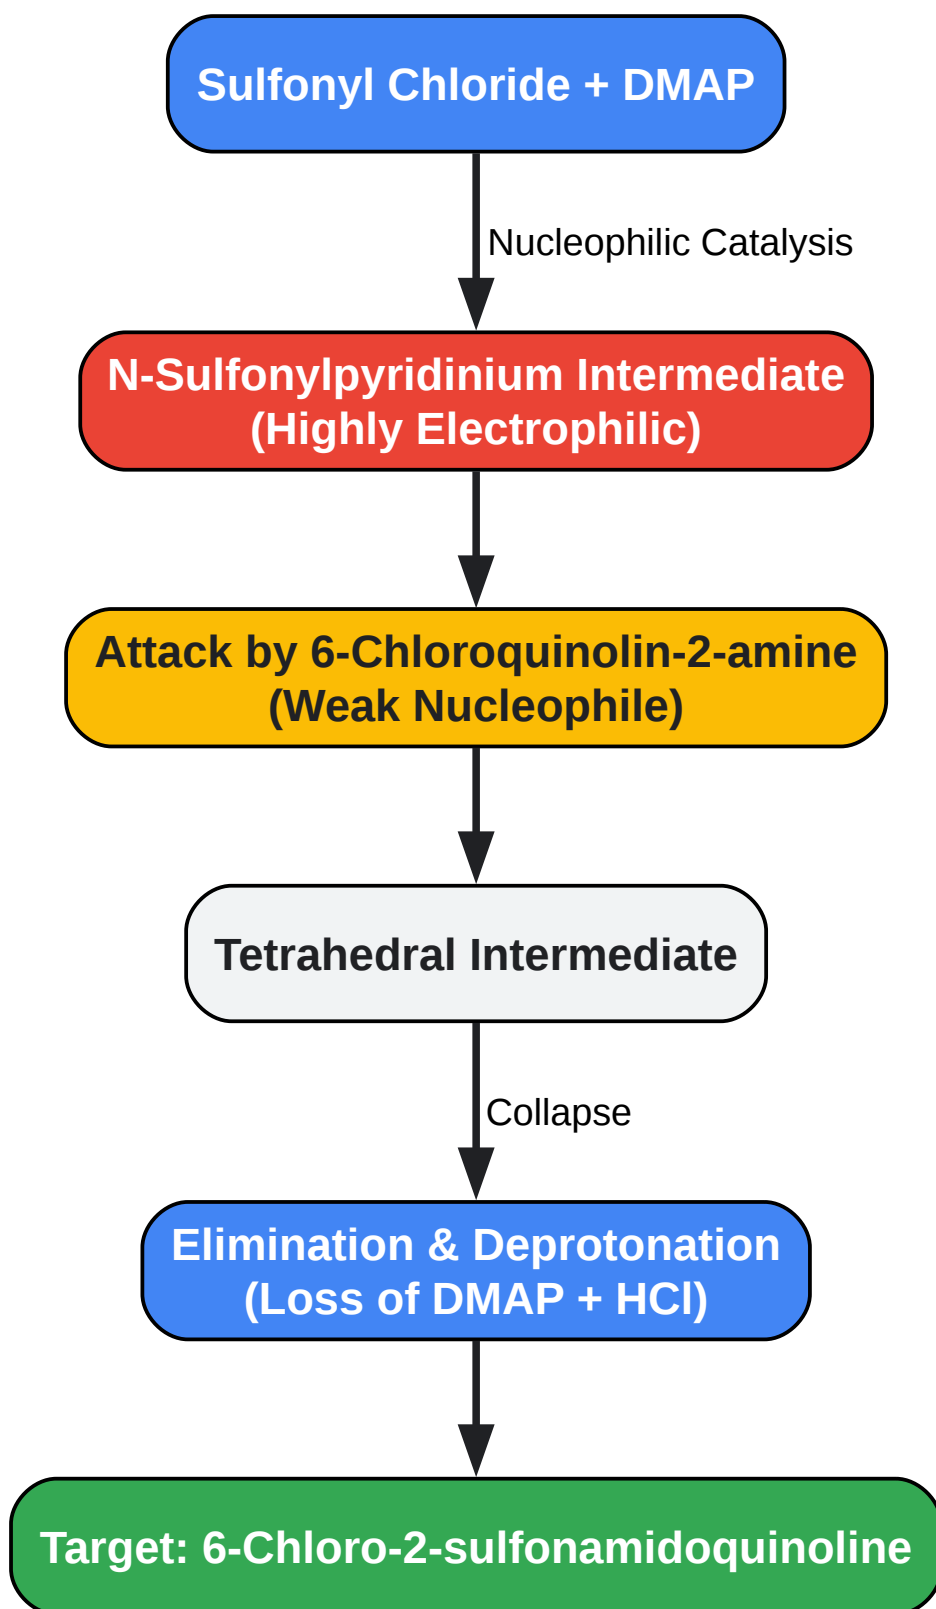 Sulfonyl Chloride + DMAP
Nucleophilic Catalysis
N-Sulfonylpyridinium Intermediate
(Highly Electrophilic)
Attack by 6-Chloroquinolin-2-amine
(Weak Nucleophile)
Tetrahedral Intermediate
Collapse
Elimination & Deprotonation
(Loss of DMAP + HCl)
Target: 6-Chloro-2-sulfonamidoquinoline